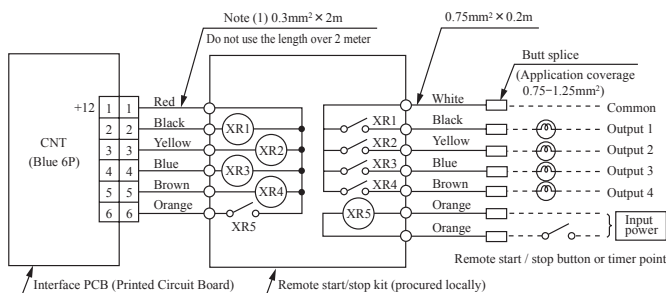 Note (1) 0.3mm² × 2m
Do not use the length over 2 meter
0.75mm² × 0.2m
Butt splice
(Application coverage
0.75−1.25mm²)
+12
CNT
(Blue 6P)
1 1 Red
2 2 Black
3 3 Yellow
4 4 Blue
5 5 Brown
6 6 Orange
XR1
XR2
XR3
XR4
XR5
XR1
XR2
XR3
XR4
XR5
White
Black
Yellow
Blue
Brown
Orange
Orange
Common
Output 1
Output 2
Output 3
Output 4
Input
power
Remote start / stop button or timer point
Interface PCB (Printed Circuit Board)
Remote start/stop kit (procured locally)